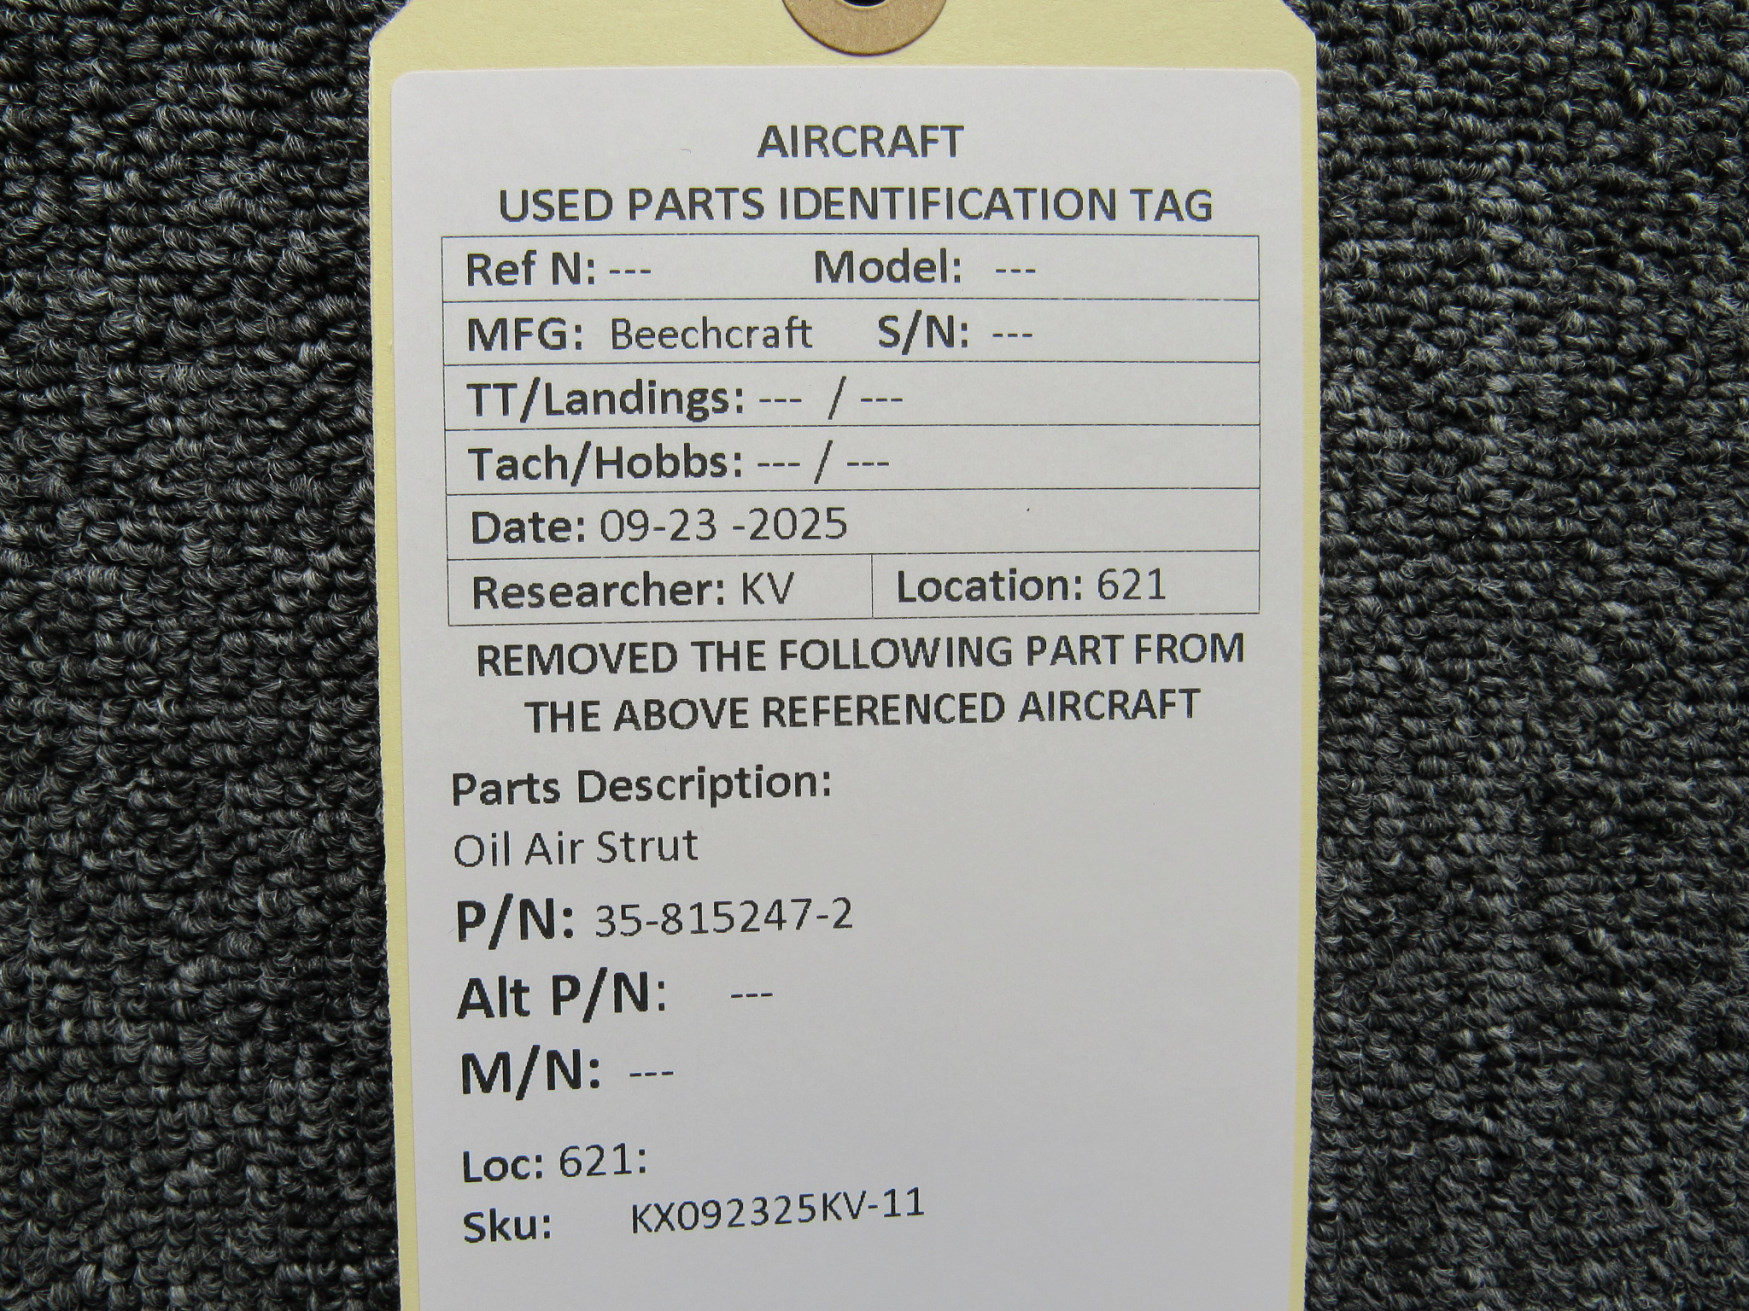 AIRCRAFT
USED PARTS IDENTIFICATION TAG
Ref N: --- Model: ---
MFG: Beechcraft S/N: ---
TT/Landings: --- / ---
Tach/Hobbs: --- / ---
Date: 09-23 -2025
Researcher: KV Location: 621
REMOVED THE FOLLOWING PART FROM
THE ABOVE REFERENCED AIRCRAFT
Parts Description:
Oil Air Strut
P/N: 35-815247-2
Alt P/N: ---
M/N: ---
Loc: 621:
Sku: KX092325KV-11